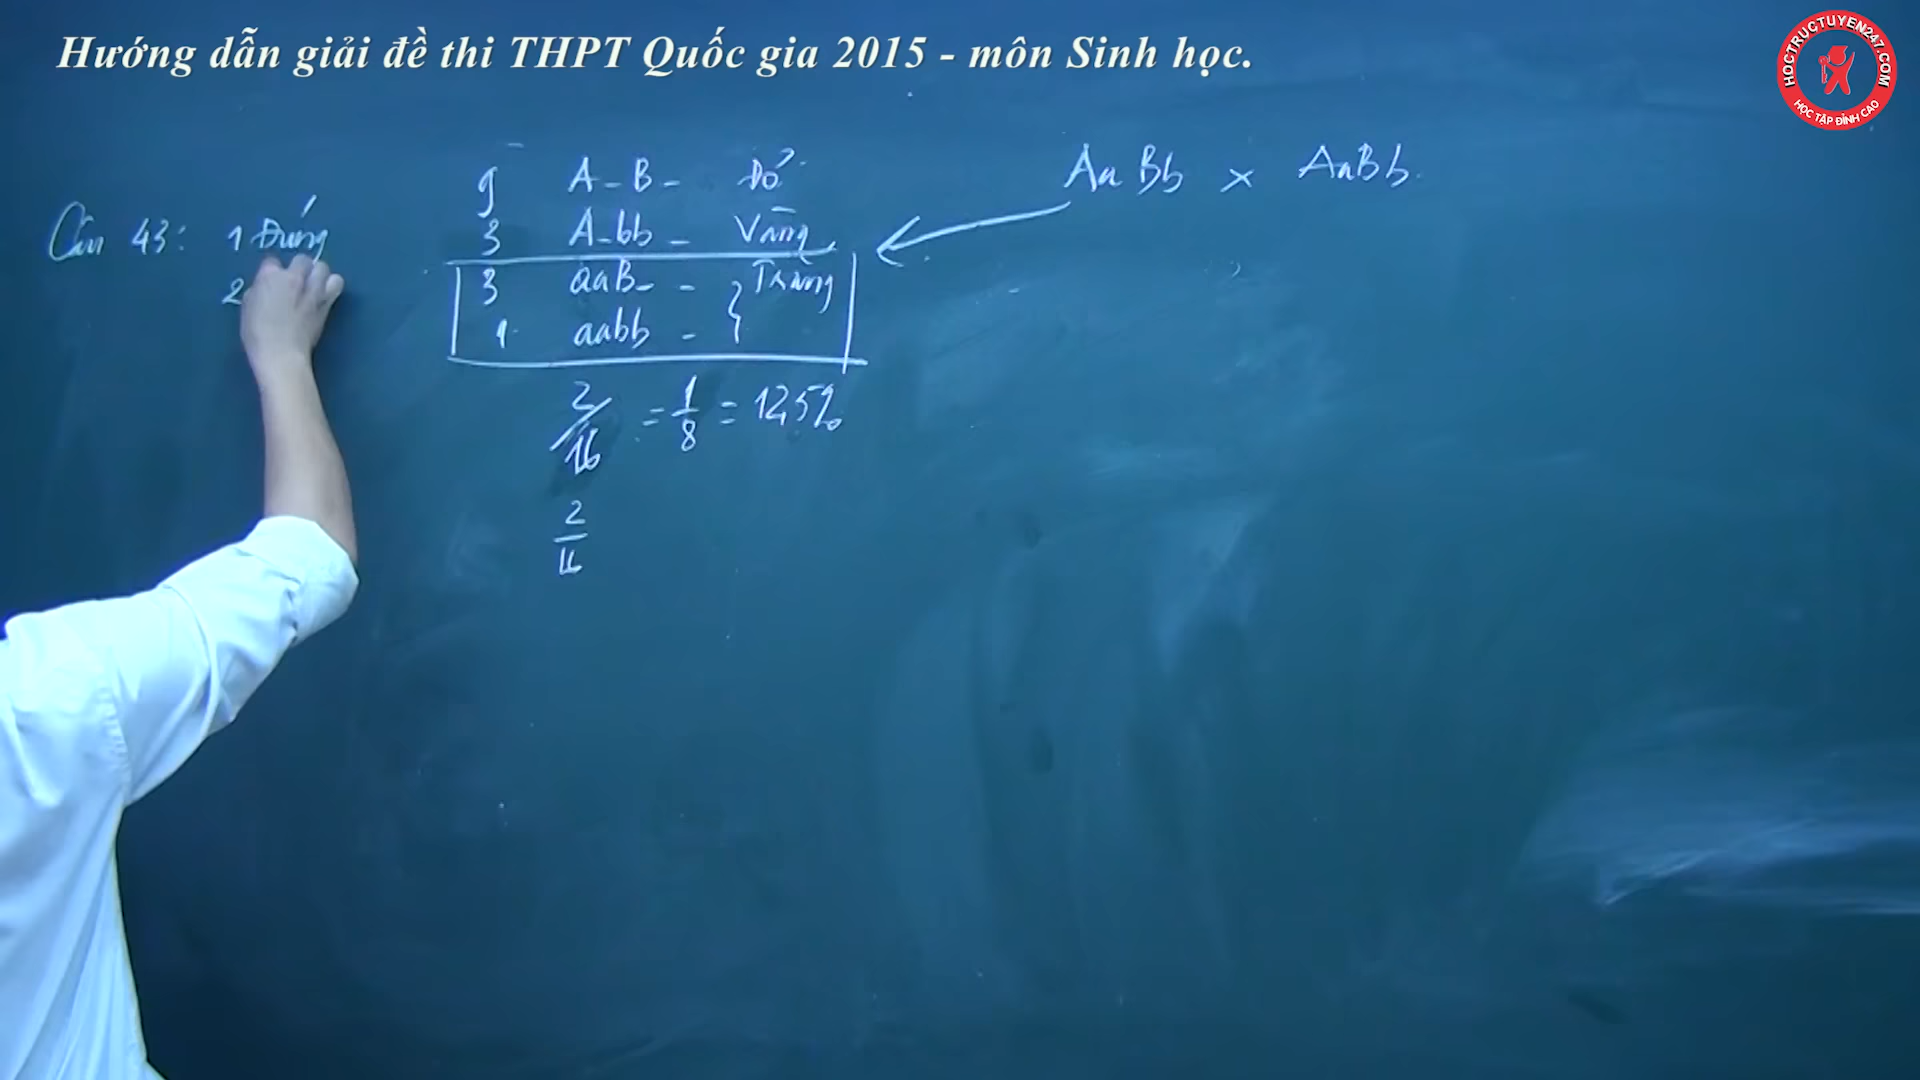 Hướng dẫn giải đề thi THPT Quốc gia 2015 - môn Sinh học.
HOCTRUCTUYEN247.COM
HỌC TẬP ĐỈNH CAO
Câu 43: 1 Đúng
2
9 A-B- Đỏ
3 A-bb - Vàng
3 aaB- - } Trắng
1 aabb -
2/16 = 1/8 = 12,5%
2/16
AaBb x AaBb